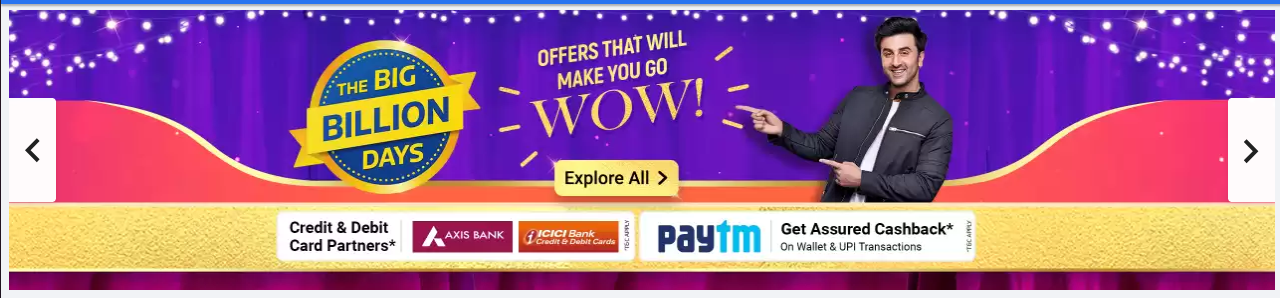 THE BIG
BILLION
DAYS
OFFERS THAT WILL
MAKE YOU GO
WOW!
Explore All
Credit & Debit
Card Partners*
AXIS BANK
ICICI Bank
Credit & Debit Cards
*T&C APPLY
paytm
Get Assured Cashback*
On Wallet & UPI Transactions
*T&C APPLY